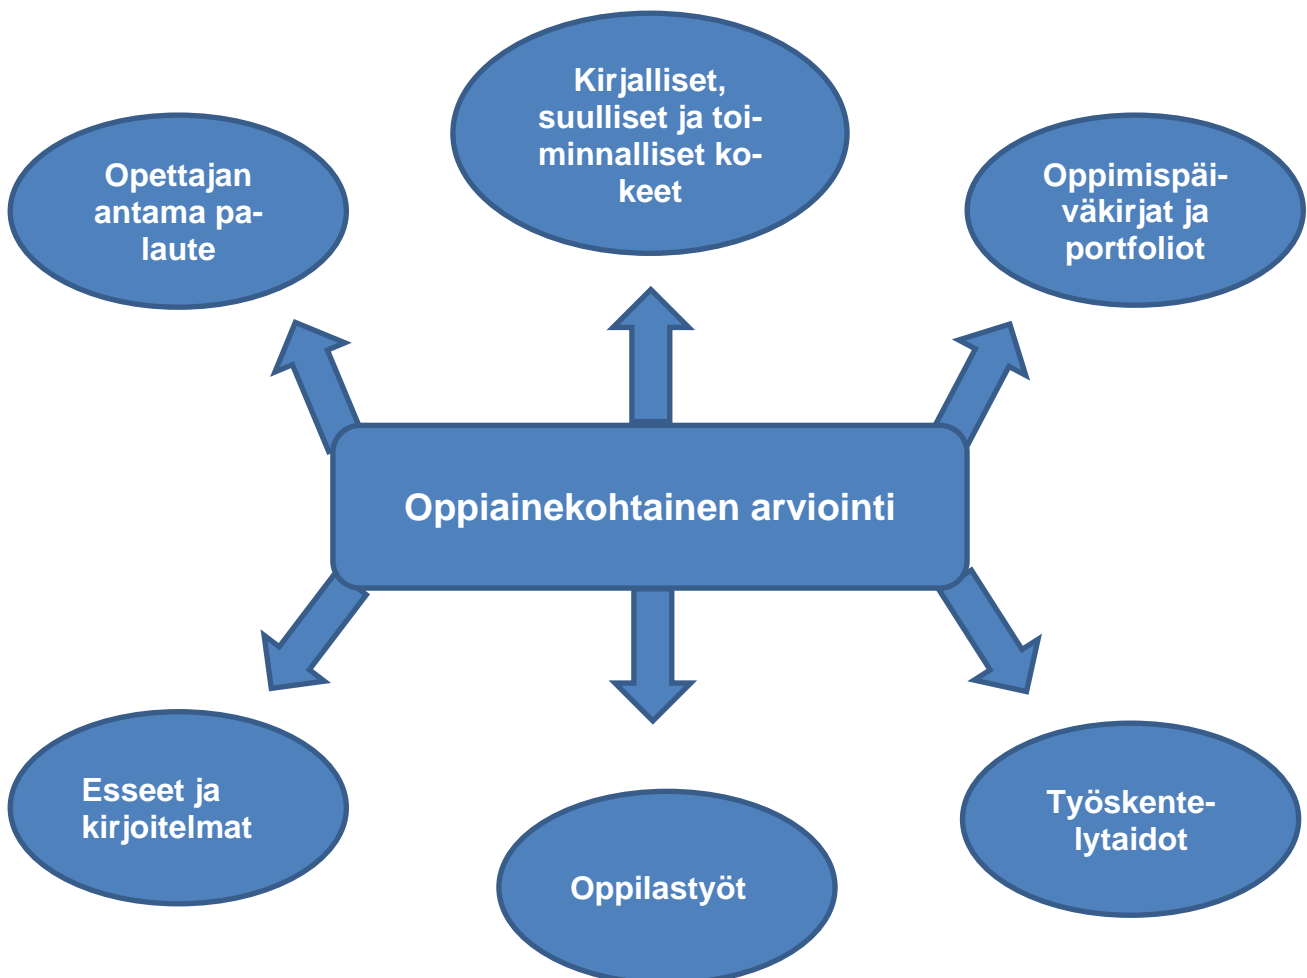 Kirjalliset,
suulliset ja toi-
minnalliset ko-
keet
Opettajan
antama pa-
laute
Oppimispäi-
väkirjat ja
portfoliot
Oppiainekohtainen arviointi
Esseet ja
kirjoitelmat
Oppilastyöt
Työskente-
lytaidot